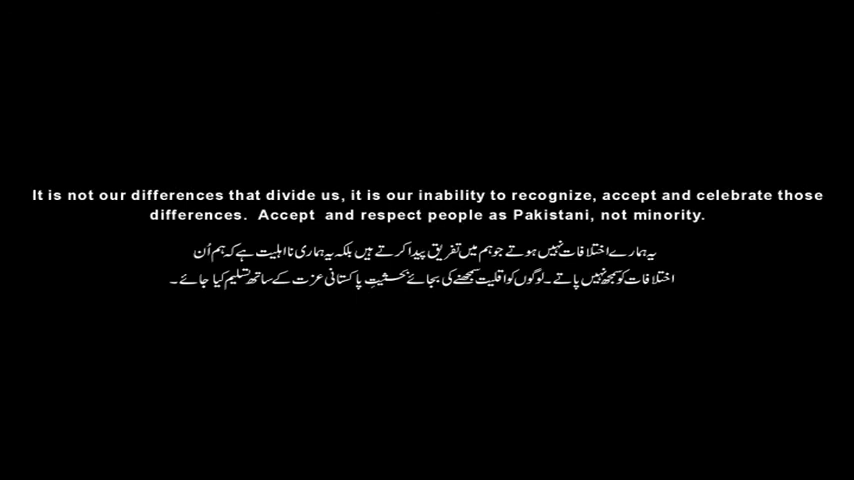 It is not our differences that divide us, it is our inability to recognize, accept and celebrate those
differences.  Accept  and respect people as Pakistani, not minority.
یہ ہمارے اختلافات نہیں ہوتے جو ہم میں تفریق پیدا کرتے ہیں بلکہ یہ ہماری نااہلیت ہے کہ ہم اُن
اختلافات کو سمجھ نہیں پاتے ۔ لوگوں کو اقلیت سمجھنے کی بجائے بحثیتِ پاکستانی عزت کے ساتھ تسلیم کیا جائے ۔